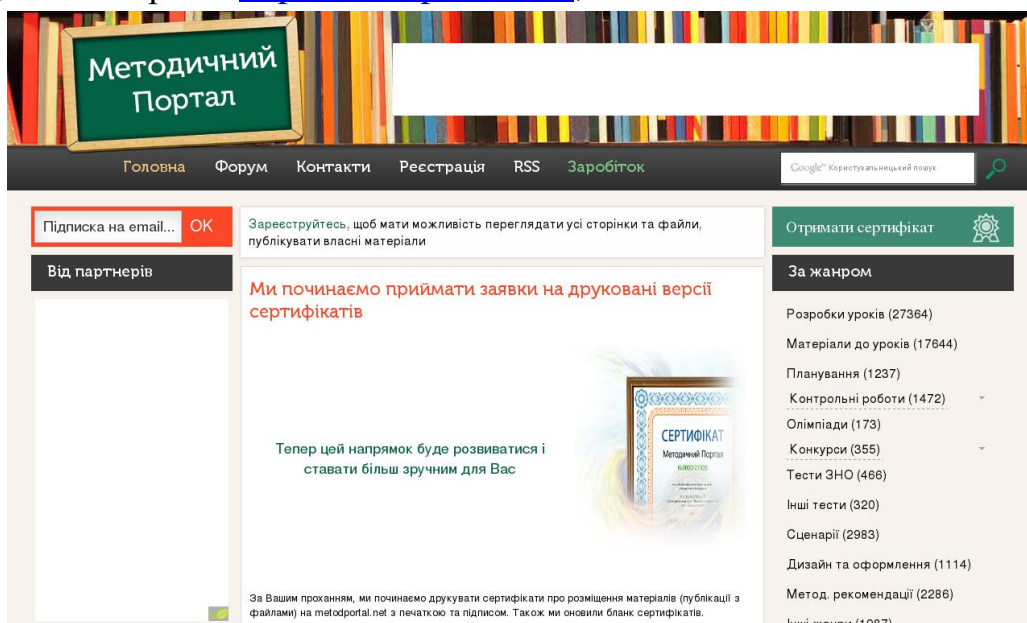 Методичний
Портал
Головна Форум Контакти Реєстрація RSS Заробіток
Google™ Користувальницький пошук
Підписка на email... OK
Від партнерів
Зареєструйтесь, щоб мати можливість переглядати усі сторінки та файли,
публікувати власні матеріали
Ми починаємо приймати заявки на друковані версії
сертифікатів
Тепер цей напрямок буде розвиватися і
ставати більш зручним для Вас
СЕРТИФІКАТ
Методичний Портал
За Вашим проханням, ми починаємо друкувати сертифікати про розміщення матеріалів (публікації з
файлами) на metodportal.net з печаткою та підписом. Також ми оновили бланк сертифікатів.
Отримати сертифікат
За жанром
Розробки уроків (27364)
Матеріали до уроків (17644)
Планування (1237)
Контрольні роботи (1472)
Олімпіади (173)
Конкурси (355)
Тести ЗНО (466)
Інші тести (320)
Сценарії (2983)
Дизайн та оформлення (1114)
Метод. рекомендації (2286)